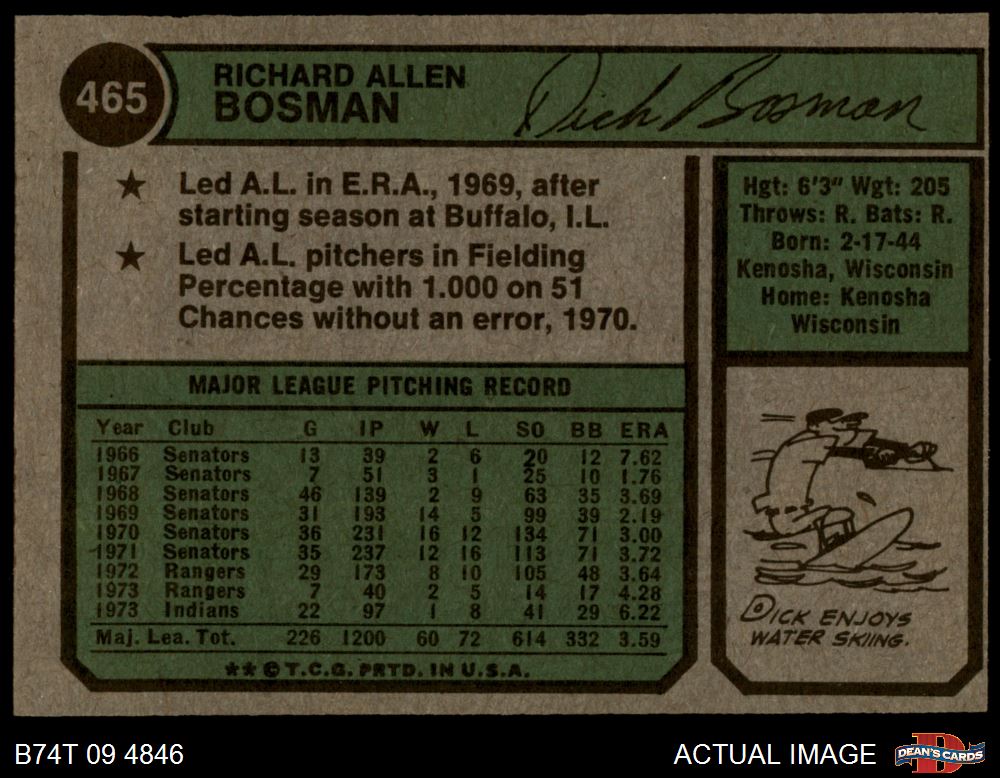 465
RICHARD ALLEN
BOSMAN
Dick Bosman
★ Led A.L. in E.R.A., 1969, after
starting season at Buffalo, I.L.
★ Led A.L. pitchers in Fielding
Percentage with 1.000 on 51
Chances without an error, 1970.
Hgt: 6'3" Wgt: 205
Throws: R. Bats: R.
Born: 2-17-44
Kenosha, Wisconsin
Home: Kenosha
Wisconsin
MAJOR LEAGUE PITCHING RECORD
Year Club G IP W L SO BB ERA
1966 Senators 13 39 2 6 20 12 7.62
1967 Senators 7 51 3 1 25 10 1.76
1968 Senators 46 139 2 9 63 35 3.69
1969 Senators 31 193 14 5 99 39 2.19
1970 Senators 36 231 16 12 134 71 3.00
1971 Senators 35 237 12 16 113 71 3.72
1972 Rangers 29 173 8 10 105 48 3.64
1973 Rangers 7 40 2 5 14 17 4.28
1973 Indians 22 97 1 8 41 29 6.22
Maj. Lea. Tot. 226 1200 60 72 614 332 3.59
★★ © T.C.G. PRTD. IN U.S.A.
DICK ENJOYS
WATER SKIING.
B74T 09 4846
ACTUAL IMAGE
DEAN'S CARDS